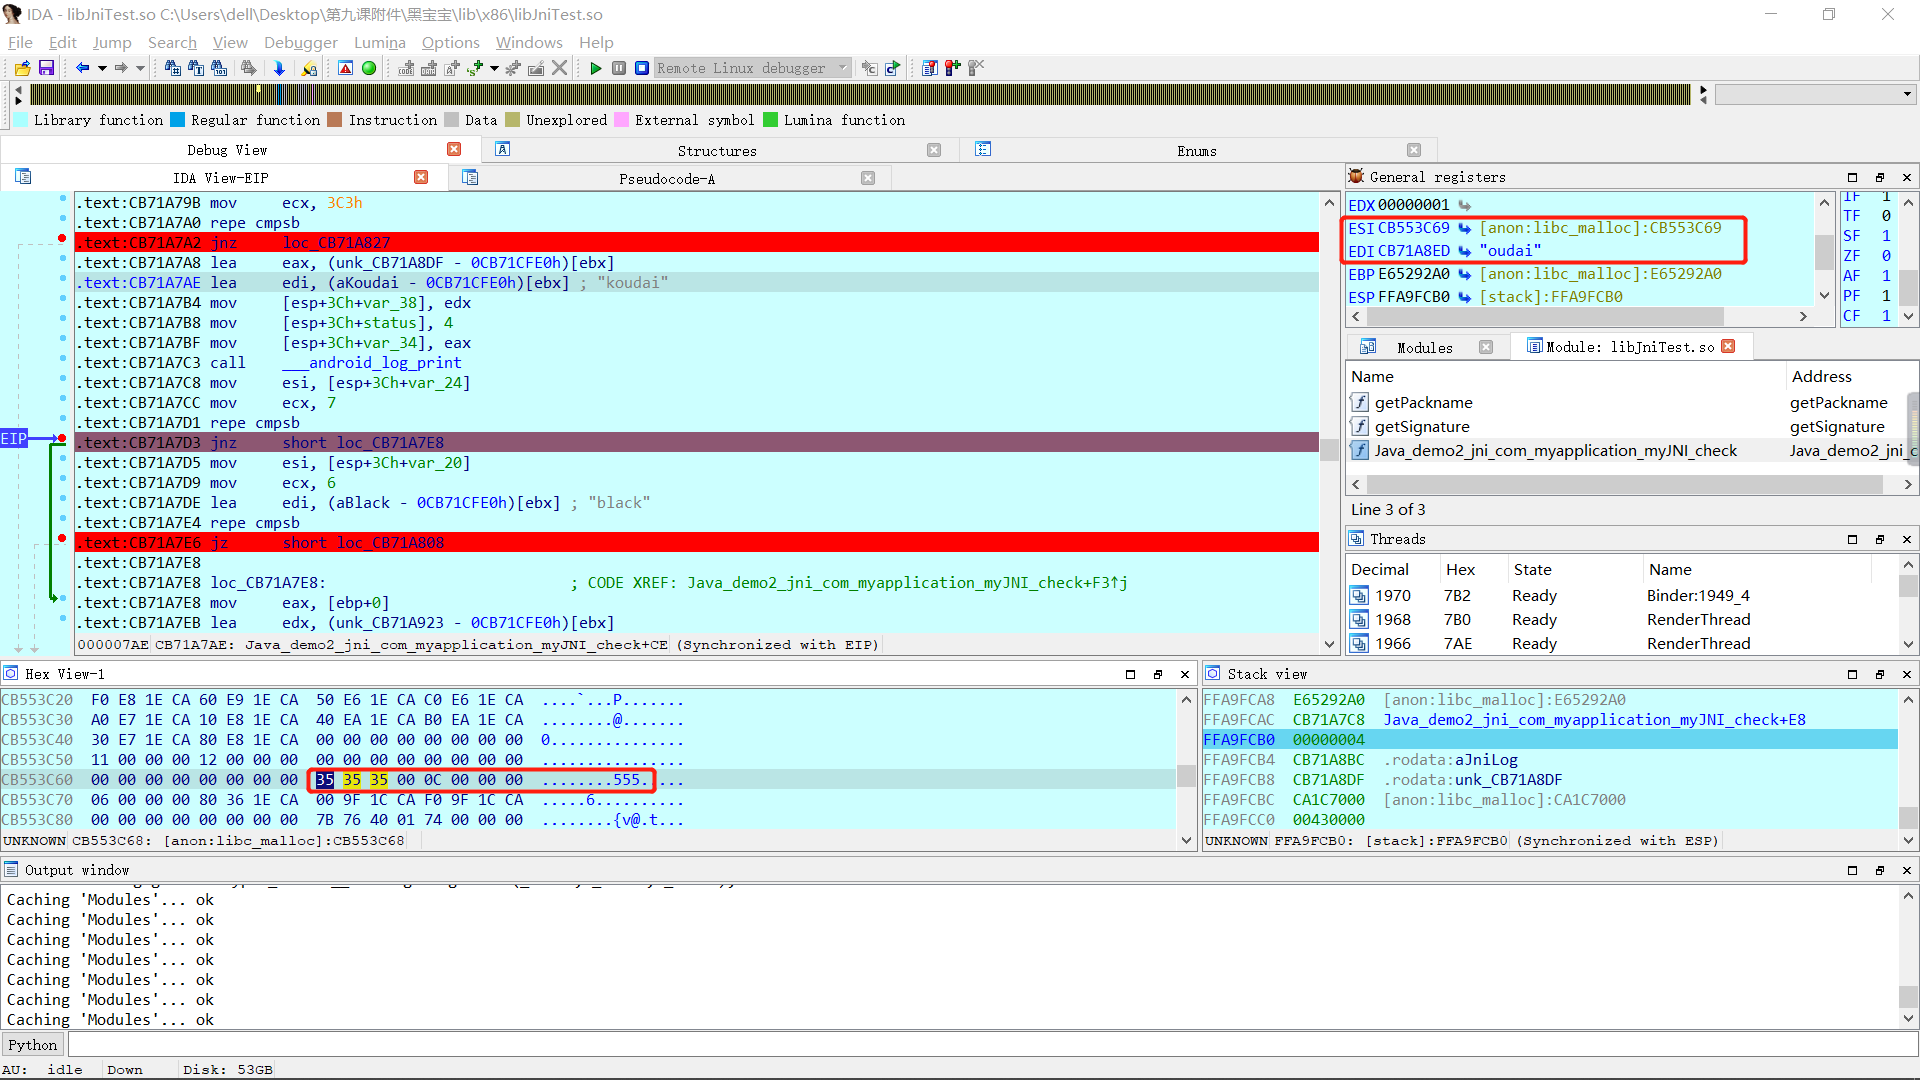 IDA - libJniTest.so C:\Users\dell\Desktop\第九课附件\黑宝宝\lib\x86\libJniTest.so
File Edit Jump Search View Debugger Lumina Options Windows Help
Remote Linux debugger
Library function Regular function Instruction Data Unexplored External symbol Lumina function
Debug View Structures Enums
IDA View-EIP Pseudocode-A
.text:CB71A79B mov ecx, 3C3h
.text:CB71A7A0 repe cmpsb
.text:CB71A7A2 jnz loc_CB71A827
.text:CB71A7A8 lea eax, (unk_CB71A8DF - 0CB71CFE0h)[ebx]
.text:CB71A7AE lea edi, (aKoudai - 0CB71CFE0h)[ebx] ; "koudai"
.text:CB71A7B4 mov [esp+3Ch+var_38], edx
.text:CB71A7B8 mov [esp+3Ch+status], 4
.text:CB71A7BF mov [esp+3Ch+var_34], eax
.text:CB71A7C3 call ___android_log_print
.text:CB71A7C8 mov esi, [esp+3Ch+var_24]
.text:CB71A7CC mov ecx, 7
.text:CB71A7D1 repe cmpsb
EIP
.text:CB71A7D3 jnz short loc_CB71A7E8
.text:CB71A7D5 mov esi, [esp+3Ch+var_20]
.text:CB71A7D9 mov ecx, 6
.text:CB71A7DE lea edi, (aBlack - 0CB71CFE0h)[ebx] ; "black"
.text:CB71A7E4 repe cmpsb
.text:CB71A7E6 jz short loc_CB71A808
.text:CB71A7E8
.text:CB71A7E8 loc_CB71A7E8: ; CODE XREF: Java_demo2_jni_com_myapplication_myJNI_check+F3↑j
.text:CB71A7E8 mov eax, [ebp+0]
.text:CB71A7EB lea edx, (unk_CB71A923 - 0CB71CFE0h)[ebx]
000007AE CB71A7AE: Java_demo2_jni_com_myapplication_myJNI_check+CE (Synchronized with EIP)
General registers
EDX 00000001
ESI CB553C69 [anon:libc_malloc]:CB553C69
EDI CB71A8ED "oudai"
EBP E65292A0 [anon:libc_malloc]:E65292A0
ESP FFA9FCB0 [stack]:FFA9FCB0
IF 1
TF 0
SF 1
ZF 0
AF 1
PF 1
CF 1
Modules Module: libJniTest.so
Name Address
getPackname getPackname
getSignature getSignature
Java_demo2_jni_com_myapplication_myJNI_check Java_demo2_jni_c
Line 3 of 3
Threads
Decimal Hex State Name
1970 7B2 Ready Binder:1949_4
1968 7B0 Ready RenderThread
1966 7AE Ready RenderThread
Hex View-1
CB553C20 F0 E8 1E CA 60 E9 1E CA 50 E6 1E CA C0 E6 1E CA ....`...P.......
CB553C30 A0 E7 1E CA 10 E8 1E CA 40 EA 1E CA B0 EA 1E CA ........@.......
CB553C40 30 E7 1E CA 80 E8 1E CA 00 00 00 00 00 00 00 00 0...............
CB553C50 11 00 00 00 12 00 00 00 00 00 00 00 00 00 00 00 ................
CB553C60 00 00 00 00 00 00 00 00 35 35 35 00 0C 00 00 00 ........555.....
CB553C70 06 00 00 00 80 36 1E CA 00 9F 1C CA F0 9F 1C CA .....6..........
CB553C80 00 00 00 00 00 00 00 00 7B 76 40 01 74 00 00 00 ........{v@.t...
UNKNOWN CB553C68: [anon:libc_malloc]:CB553C68
Stack view
FFA9FCA8 E65292A0 [anon:libc_malloc]:E65292A0
FFA9FCAC CB71A7C8 Java_demo2_jni_com_myapplication_myJNI_check+E8
FFA9FCB0 00000004
FFA9FCB4 CB71A8BC .rodata:aJniLog
FFA9FCB8 CB71A8DF .rodata:unk_CB71A8DF
FFA9FCBC CA1C7000 [anon:libc_malloc]:CA1C7000
FFA9FCC0 00430000
UNKNOWN FFA9FCB0: [stack]:FFA9FCB0 (Synchronized with ESP)
Output window
Caching 'Modules'... ok
Caching 'Modules'... ok
Caching 'Modules'... ok
Caching 'Modules'... ok
Caching 'Modules'... ok
Caching 'Modules'... ok
Caching 'Modules'... ok
Python
AU: idle Down Disk: 53GB